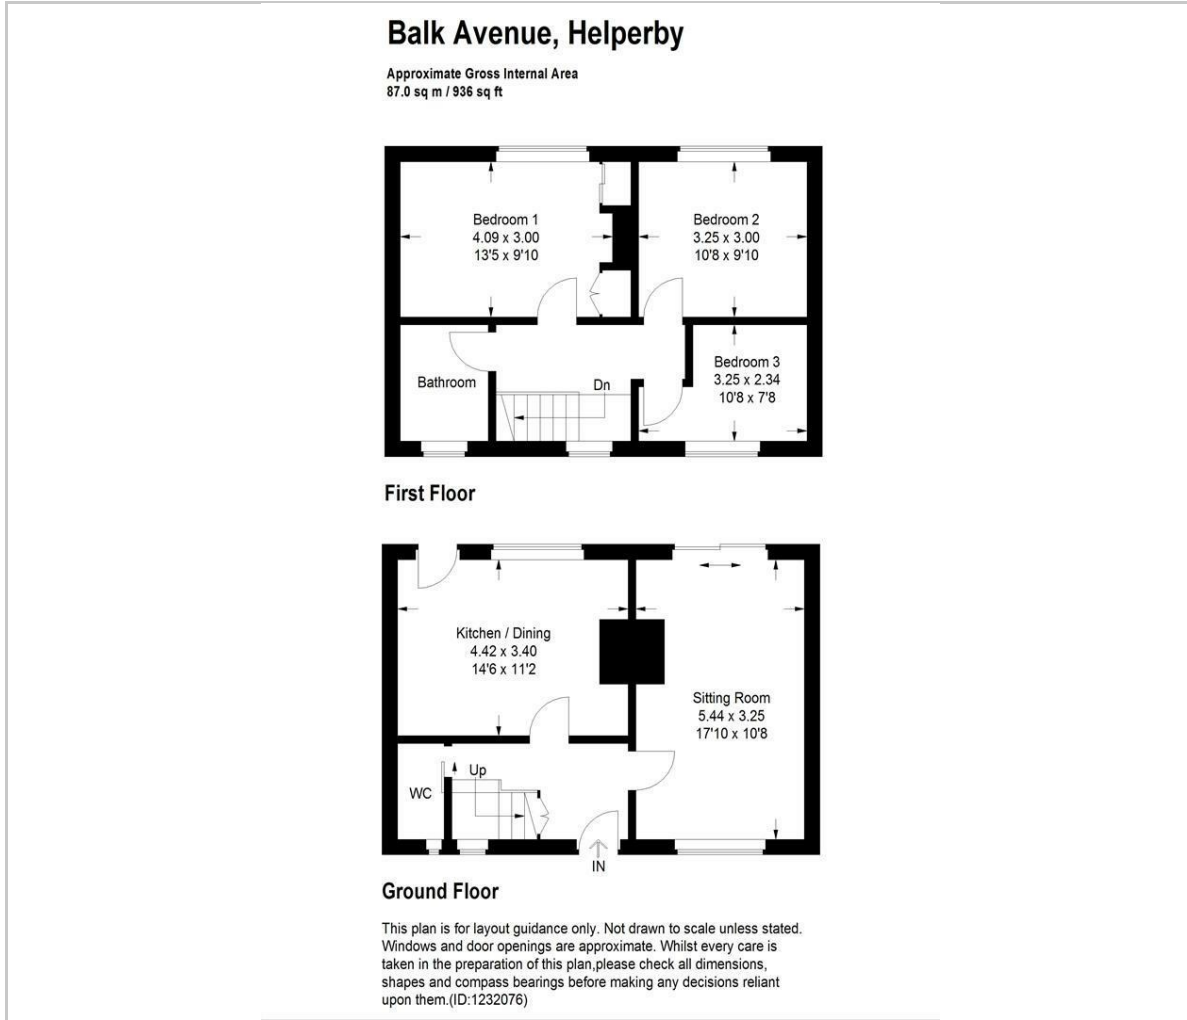 Balk Avenue, Helperby
Approximate Gross Internal Area
87.0 sq m / 936 sq ft
Bedroom 1
4.09 x 3.00
13'5 x 9'10
Bedroom 2
3.25 x 3.00
10'8 x 9'10
Bathroom
Dn
Bedroom 3
3.25 x 2.34
10'8 x 7'8
First Floor
Kitchen / Dining
4.42 x 3.40
14'6 x 11'2
Sitting Room
5.44 x 3.25
17'10 x 10'8
WC
Up
IN
Ground Floor
This plan is for layout guidance only. Not drawn to scale unless stated.
Windows and door openings are approximate. Whilst every care is
taken in the preparation of this plan,please check all dimensions,
shapes and compass bearings before making any decisions reliant
upon them.(ID:1232076)